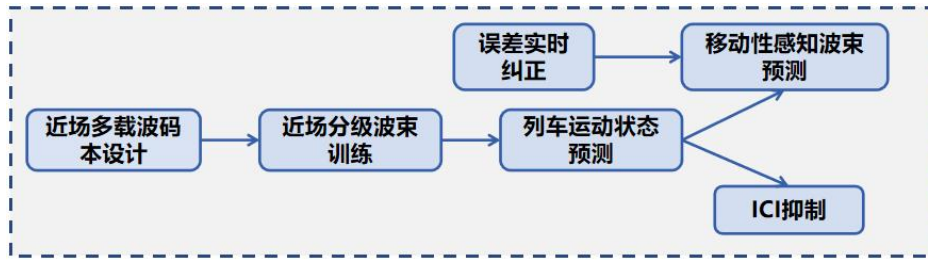 误差实时
纠正
移动性感知波束
预测
近场多载波码
本设计
近场分级波束
训练
列车运动状态
预测
ICI抑制